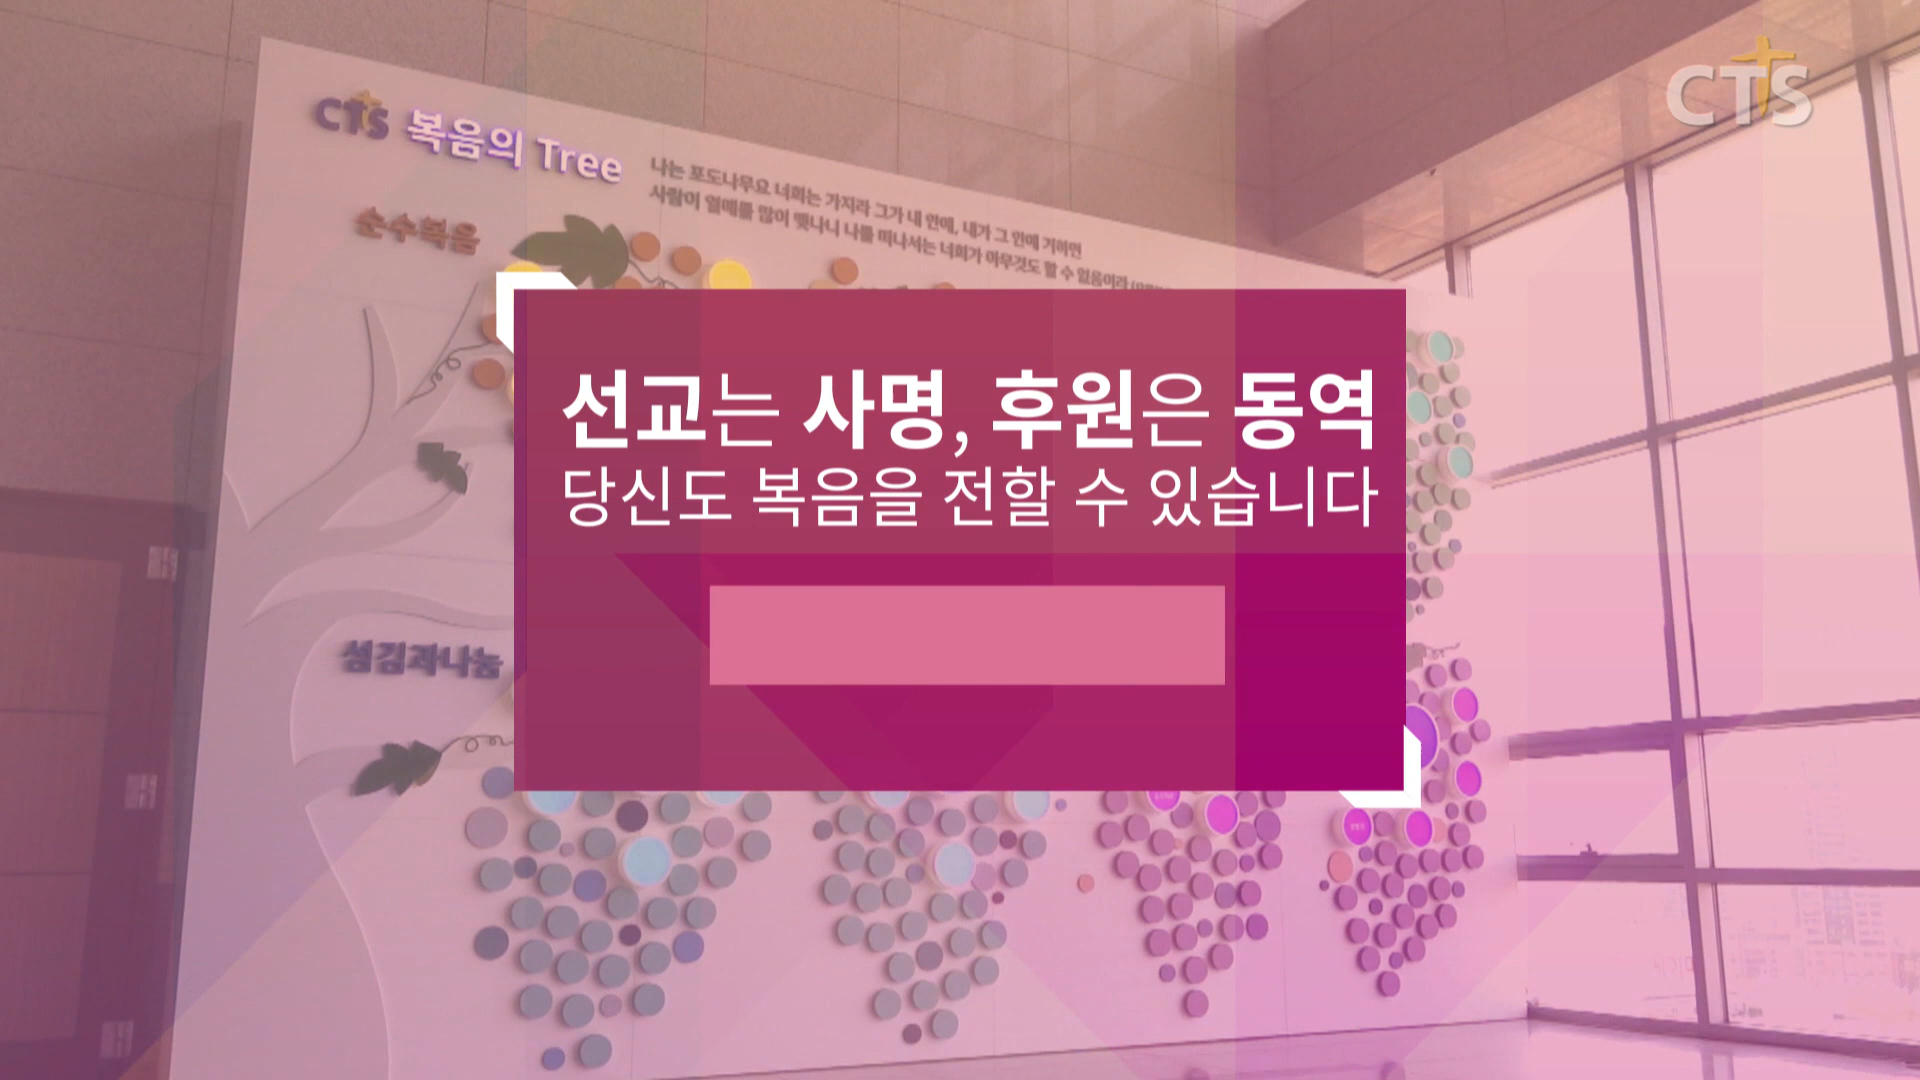 CTS
CTS 복음의 Tree
나는 포도나무요 너희는 가지라 그가 내 안에, 내가 그 안에 거하면
사람이 열매를 많이 맺나니 나를 떠나서는 너희가 아무것도 할 수 없음이라
순수복음
선교는 사명, 후원은 동역
당신도 복음을 전할 수 있습니다
섬김과나눔